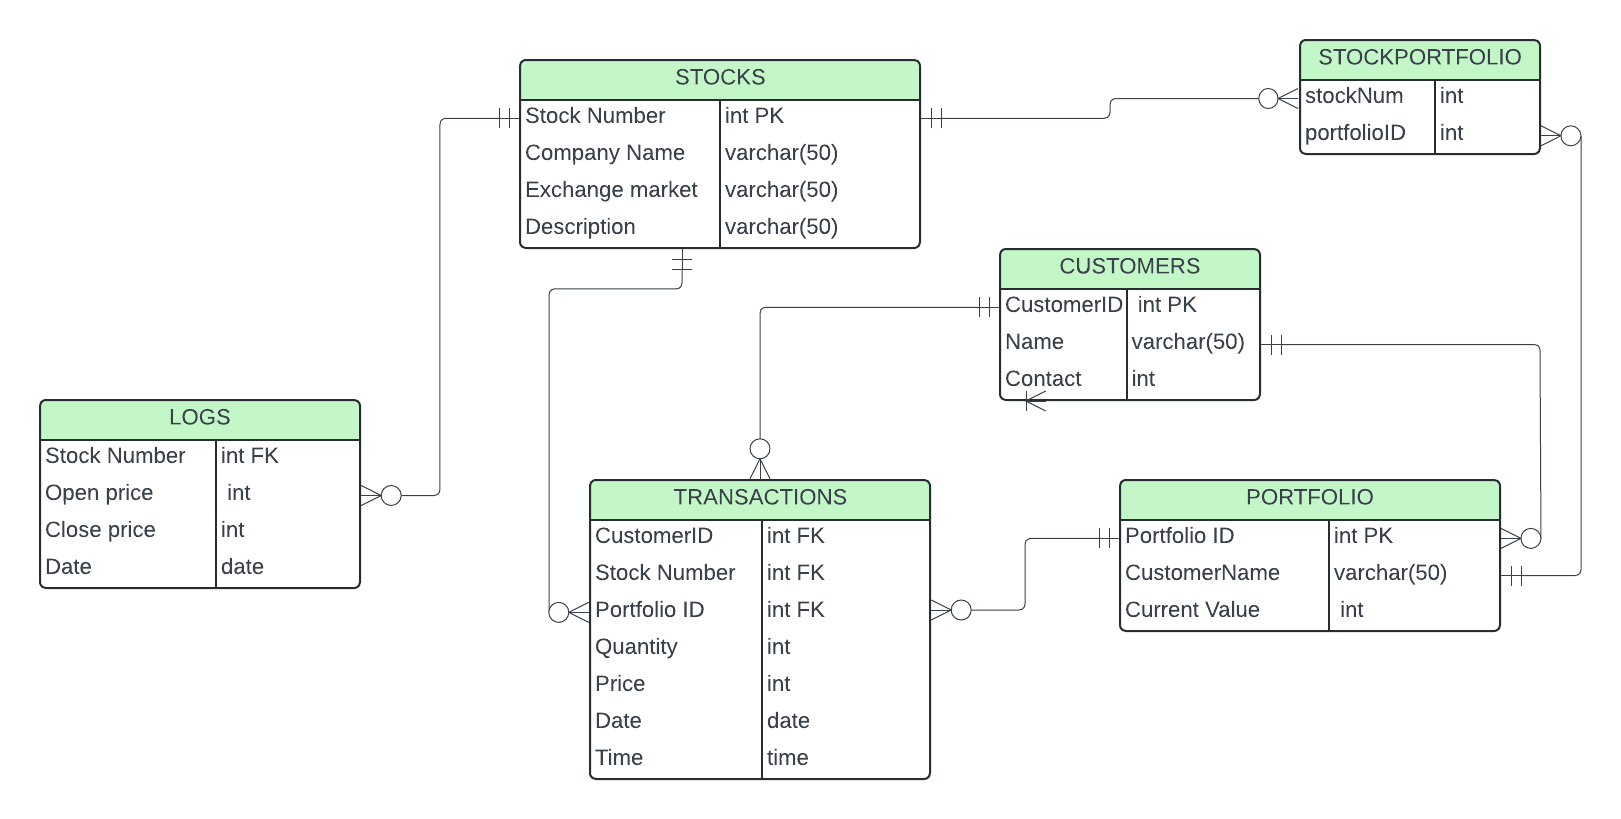 STOCKS
Stock Number int PK
Company Name varchar(50)
Exchange market varchar(50)
Description varchar(50)
STOCKPORTFOLIO
stockNum int
portfolioID int
CUSTOMERS
CustomerID int PK
Name varchar(50)
Contact int
LOGS
Stock Number int FK
Open price int
Close price int
Date date
TRANSACTIONS
CustomerID int FK
Stock Number int FK
Portfolio ID int FK
Quantity int
Price int
Date date
Time time
PORTFOLIO
Portfolio ID int PK
CustomerName varchar(50)
Current Value int